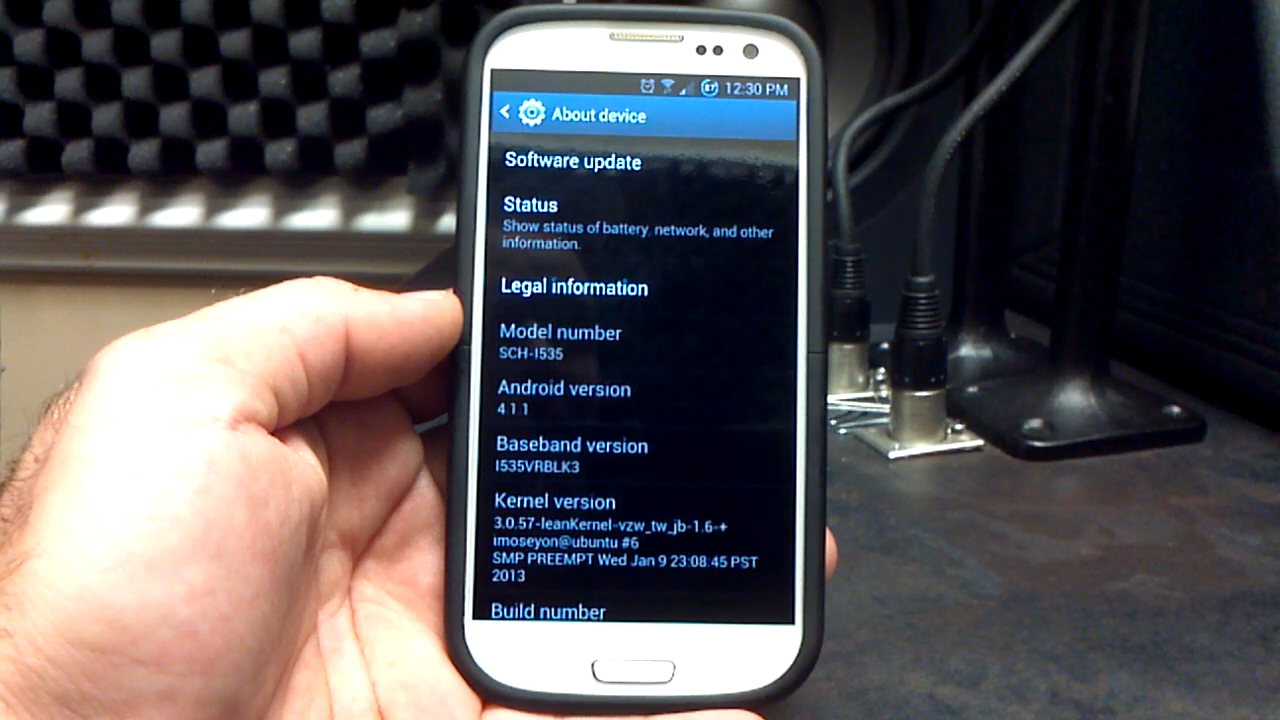 87 12:30 PM
About device
Software update
Status
Show status of battery, network, and other
information.
Legal information
Model number
SCH-I535
Android version
4.1.1
Baseband version
I535VRBLK3
Kernel version
3.0.57-leanKernel-vzw_tw_jb-1.6-+
imoseyon@ubuntu #6
SMP PREEMPT Wed Jan 9 23:08:45 PST
2013
Build number